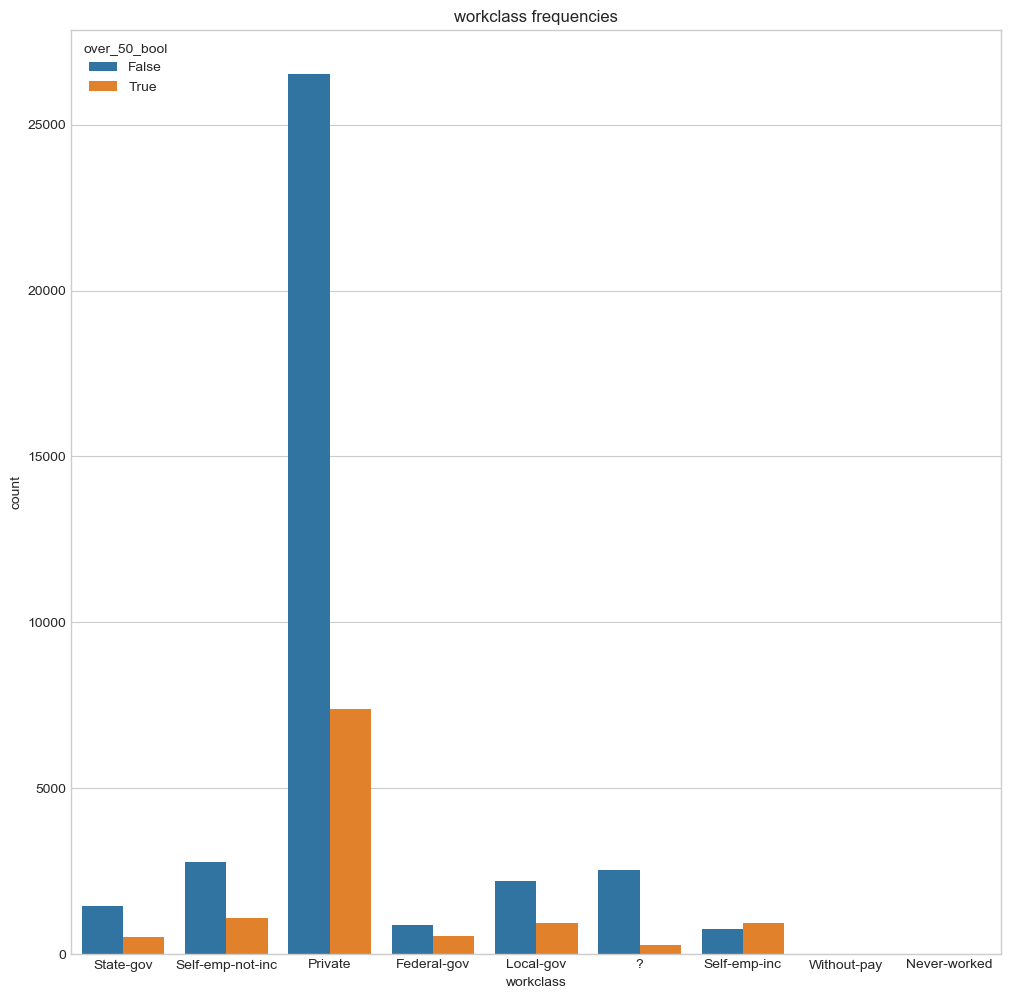 workclass frequencies
over_50_bool
False
True
25000
20000
15000
10000
5000
0
count
State-gov Self-emp-not-inc Private Federal-gov Local-gov ? Self-emp-inc Without-pay Never-worked
workclass